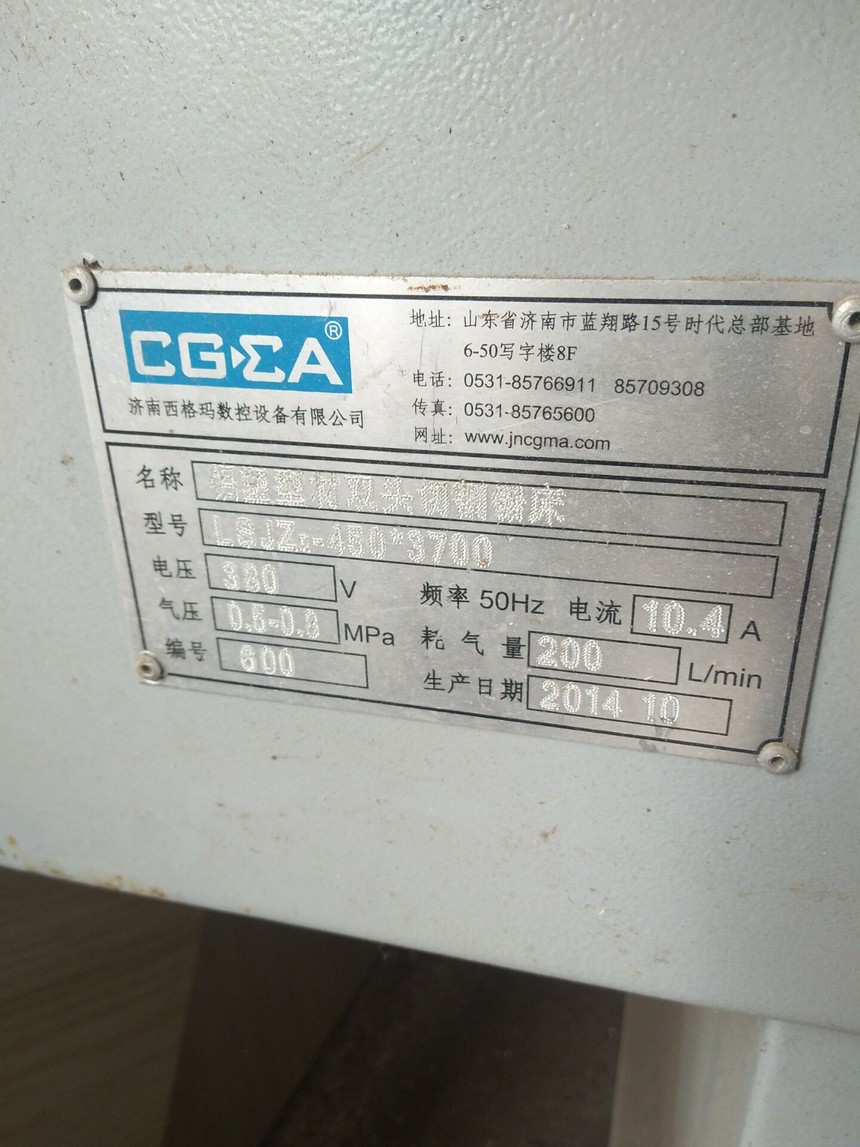 CGΣA®
济南西格玛数控设备有限公司
地址：山东省济南市蓝翔路15号时代总部基地
6-50写字楼8F
电话：0531-85766911 85709308
传真：0531-85765600
网址：www.jncgma.com
名称 铝塑型材双头切割锯床
型号 LSJZ₂-450*3700
电压 380 V
频率 50Hz 电流 10.4 A
气压 0.5-0.8 MPa
耗气量 200 L/min
编号 600
生产日期 2014 10